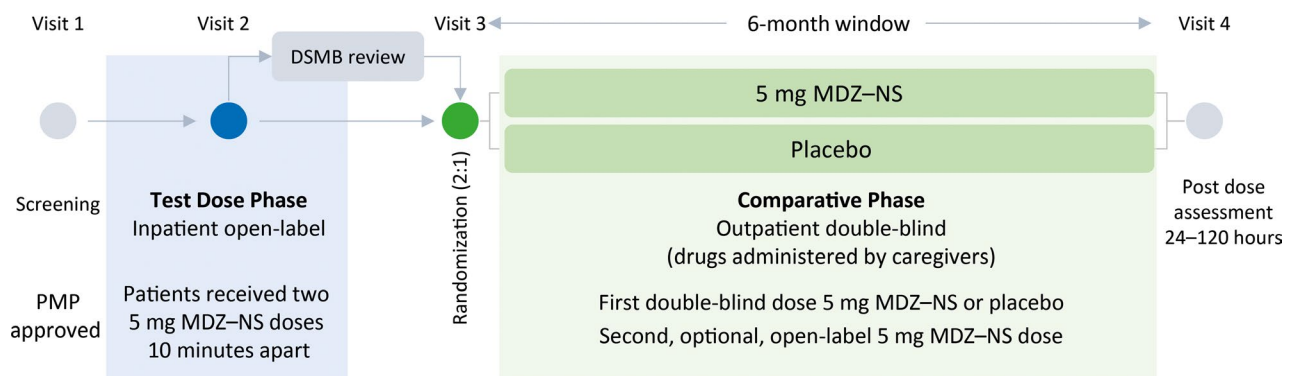 Visit 1
Visit 2
Visit 3
6-month window
Visit 4
DSMB review
5 mg MDZ–NS
Placebo
Randomization (2:1)
Screening
PMP
approved
Test Dose Phase
Inpatient open-label
Patients received two
5 mg MDZ–NS doses
10 minutes apart
Comparative Phase
Outpatient double-blind
(drugs administered by caregivers)
First double-blind dose 5 mg MDZ–NS or placebo
Second, optional, open-label 5 mg MDZ–NS dose
Post dose
assessment
24–120 hours